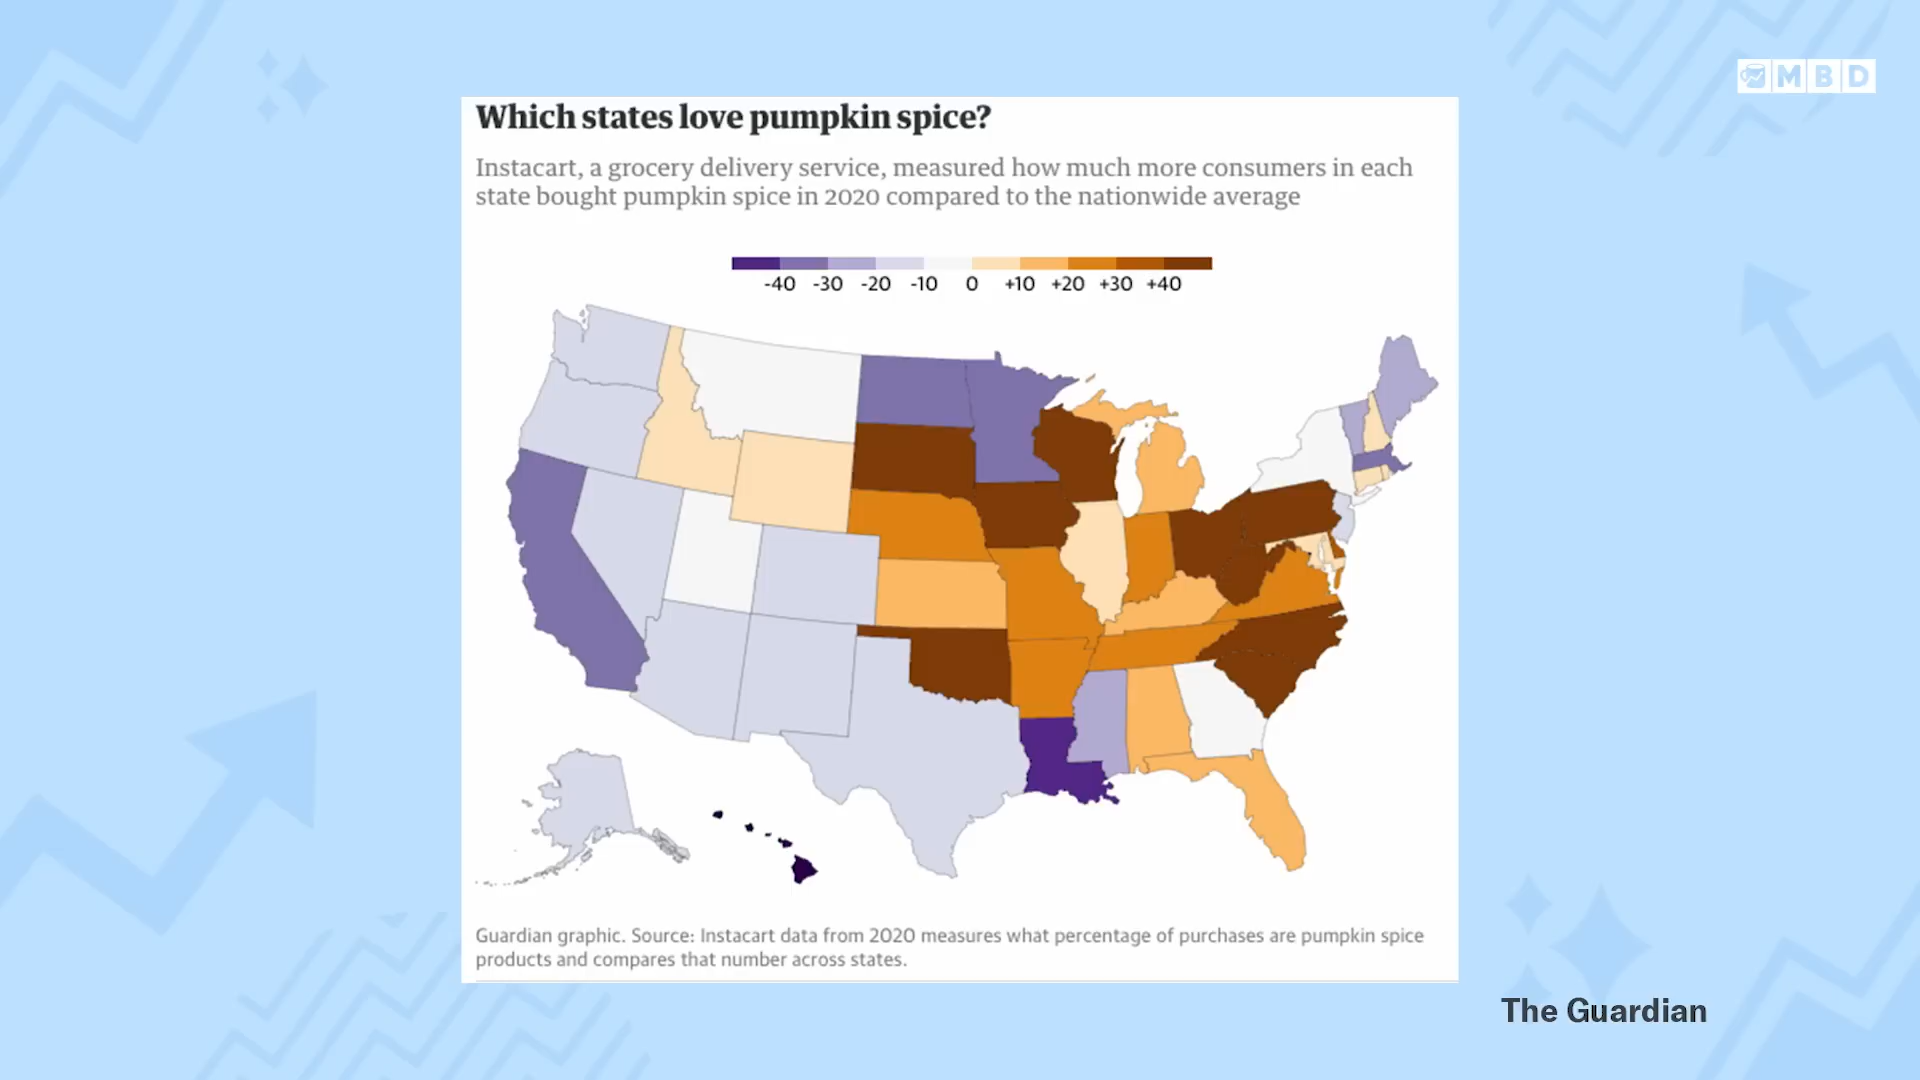 MBD
Which states love pumpkin spice?
Instacart, a grocery delivery service, measured how much more consumers in each
state bought pumpkin spice in 2020 compared to the nationwide average
-40 -30 -20 -10 0 +10 +20 +30 +40
Guardian graphic. Source: Instacart data from 2020 measures what percentage of purchases are pumpkin spice
products and compares that number across states.
The Guardian